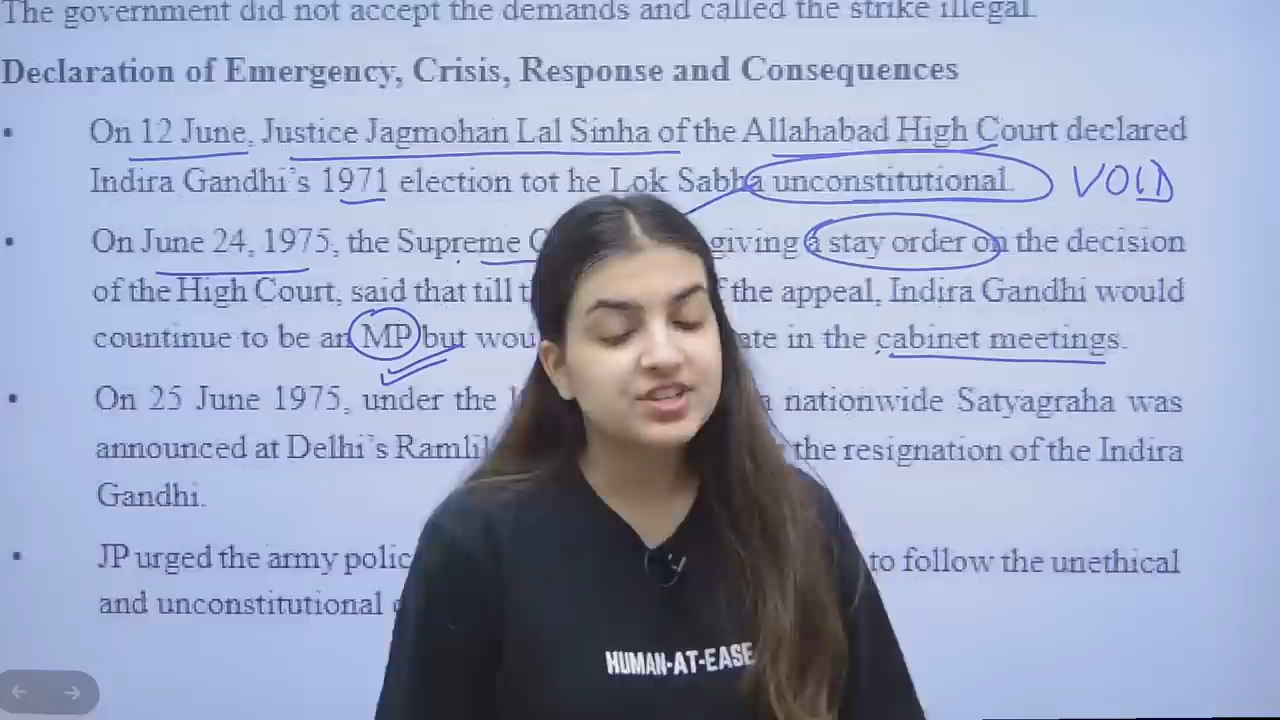 The government did not accept the demands and called the strike illegal.
Declaration of Emergency, Crisis, Response and Consequences
• On 12 June, Justice Jagmohan Lal Sinha of the Allahabad High Court declared
Indira Gandhi's 1971 election tot he Lok Sabha unconstitutional. VOID
• On June 24, 1975, the Supreme giving a stay order on the decision
of the High Court, said that till the appeal, Indira Gandhi would
countinue to be an MP but in the cabinet meetings.
• On 25 June 1975, under the nationwide Satyagraha was
announced at Delhi's the resignation of the Indira
Gandhi.
• JP urged the army to follow the unethical
and unconstitutional
HUMAN-AT-EASE